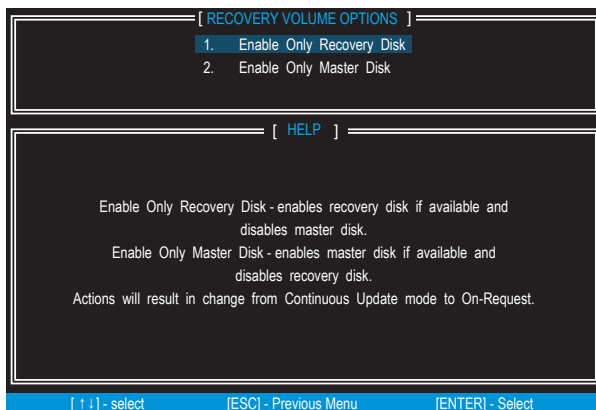 [ RECOVERY VOLUME OPTIONS ]
1. Enable Only Recovery Disk
2. Enable Only Master Disk
[ HELP ]
Enable Only Recovery Disk - enables recovery disk if available and
disables master disk.
Enable Only Master Disk - enables master disk if available and
disables recovery disk.
Actions will result in change from Continuous Update mode to On-Request.
[ ↑↓] - select [ESC] - Previous Menu [ENTER] - Select